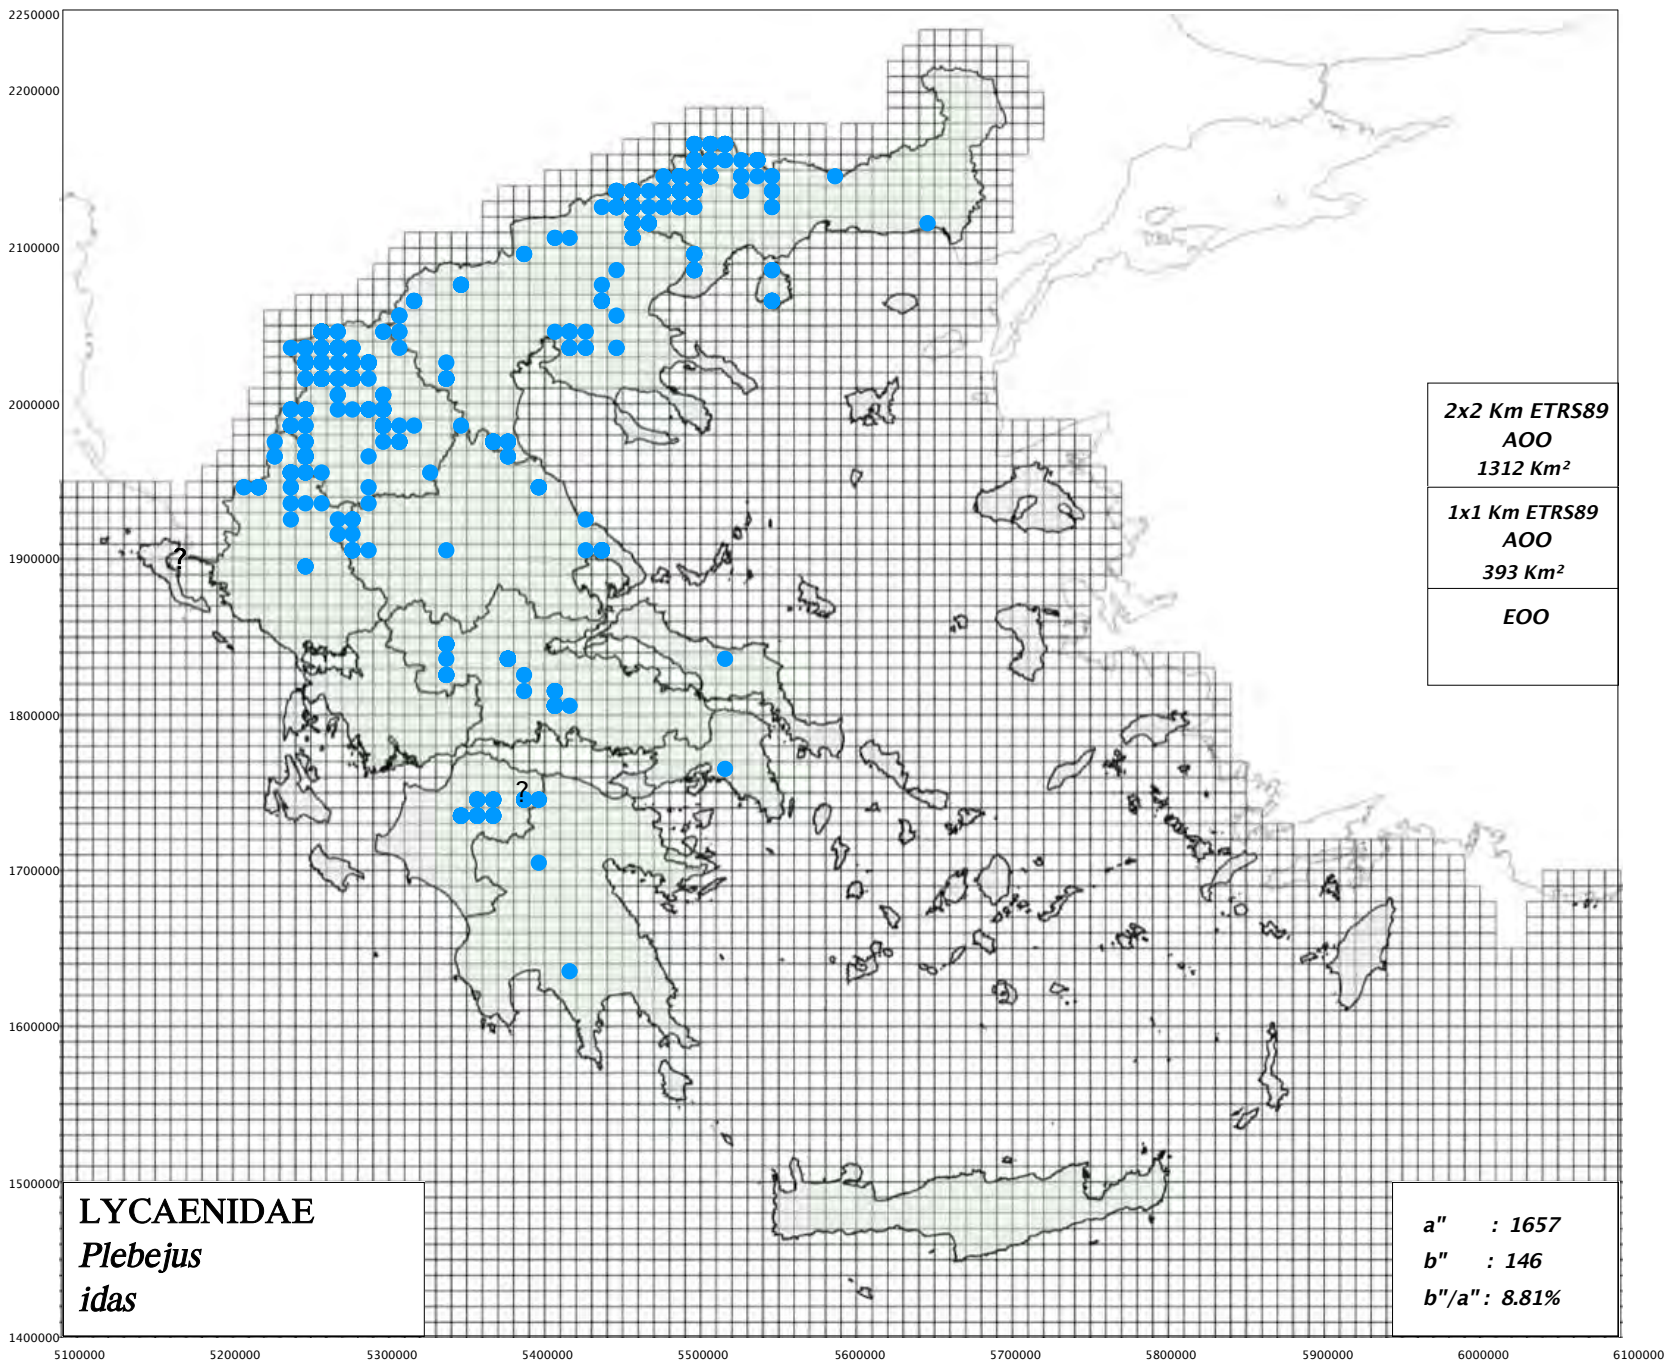 2250000
2200000
2100000
2000000
1900000
1800000
1700000
1600000
1500000
1400000
?
?
2x2 Km ETRS89
AOO
1312 Km²
1x1 Km ETRS89
AOO
393 Km²
EOO
LYCAENIDAE
Plebejus
idas
a" : 1657
b" : 146
b"/a" : 8.81%
5100000 5200000 5300000 5400000 5500000 5600000 5700000 5800000 5900000 6000000 6100000